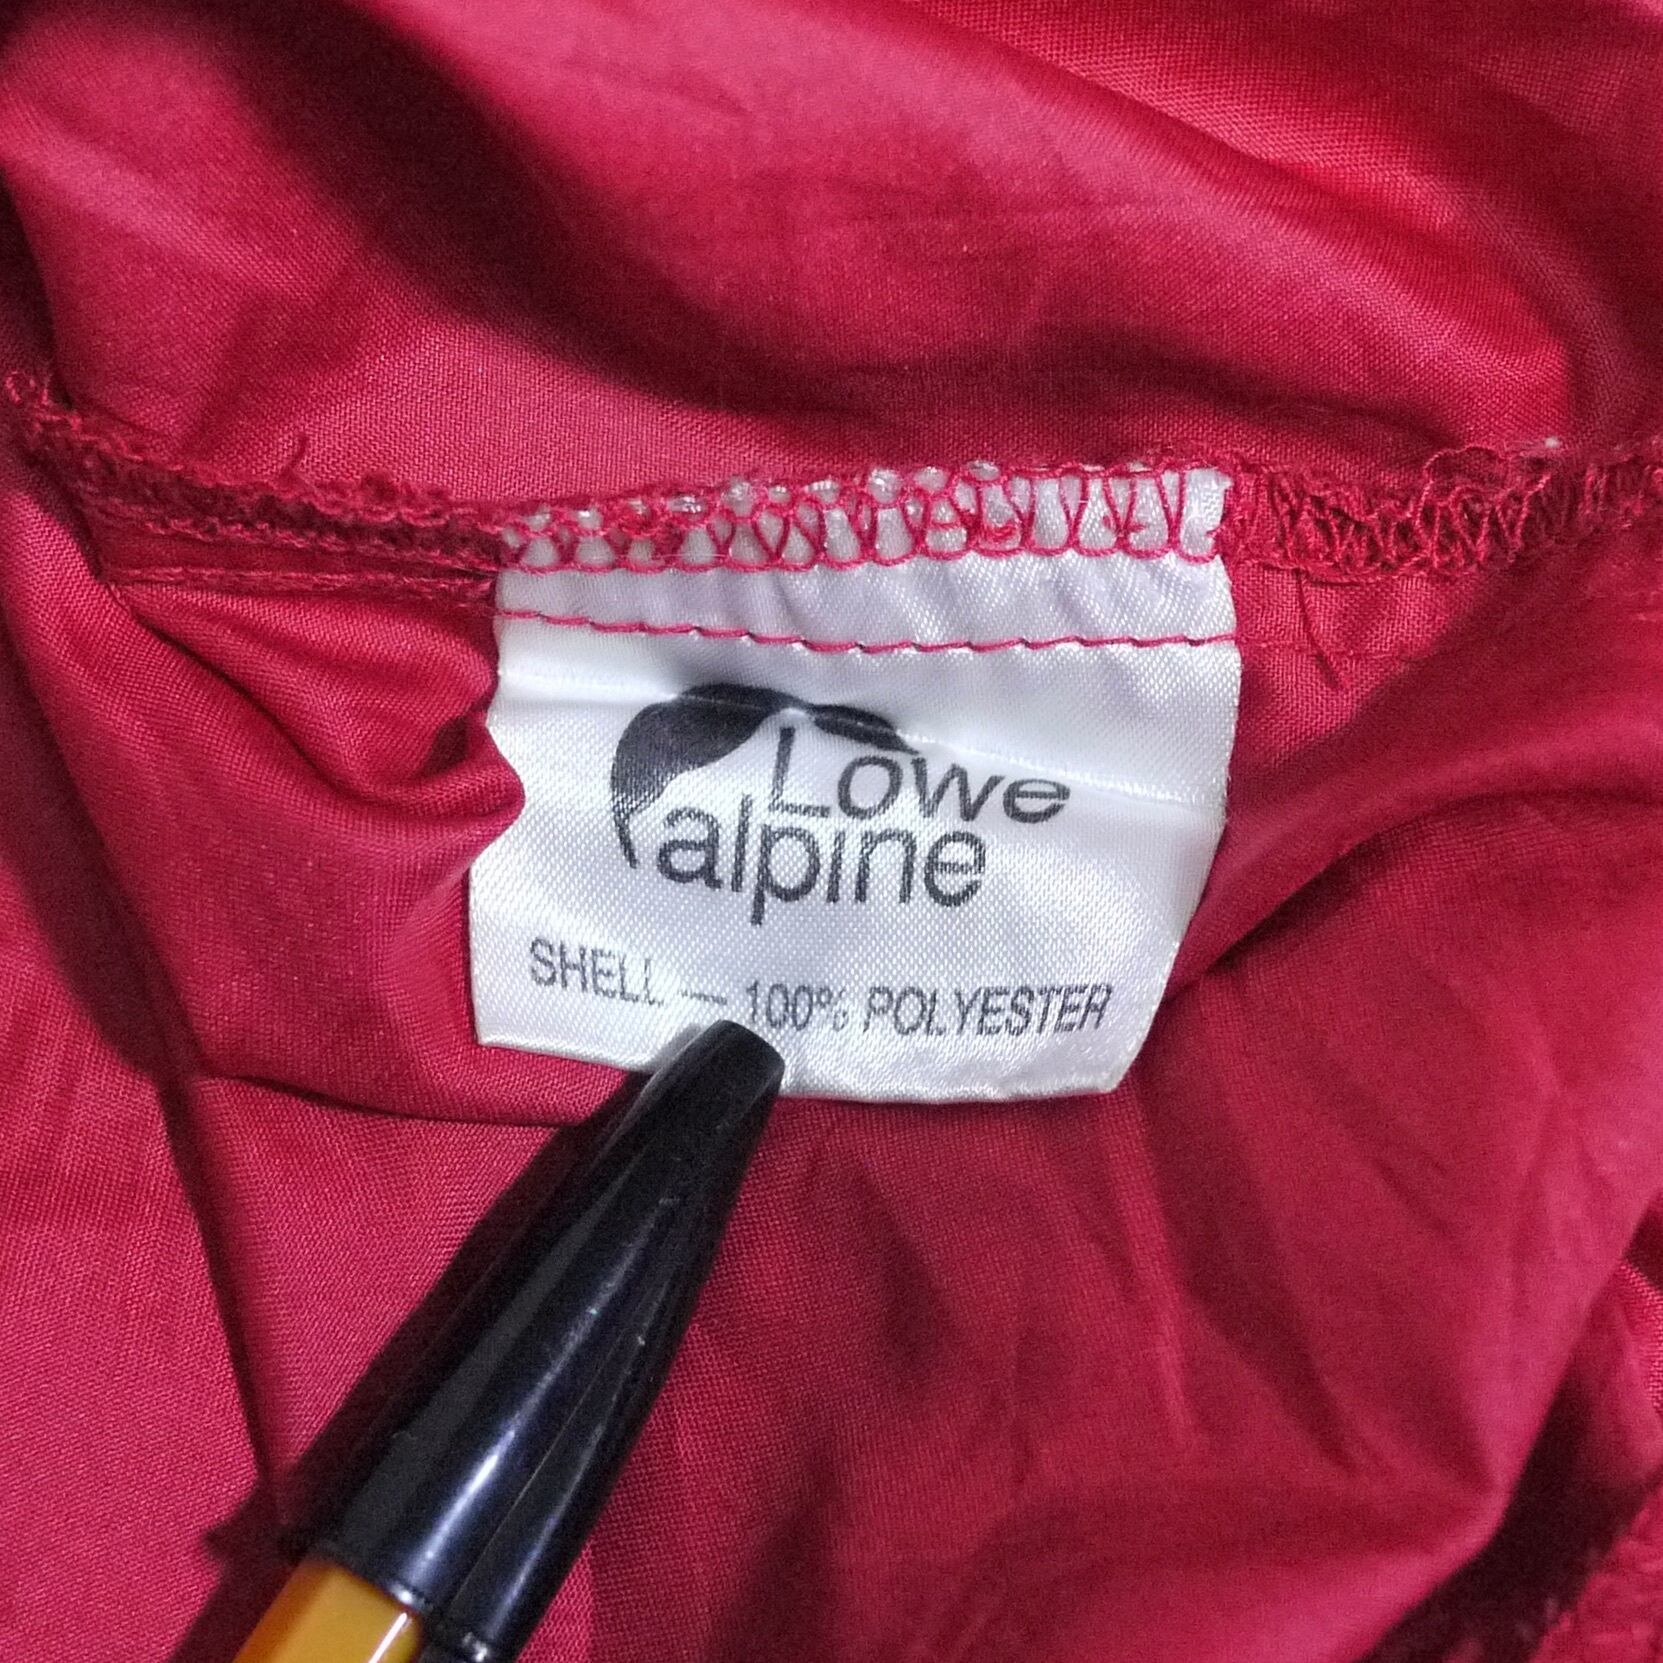 Lowe
alpine
SHELL — 100% POLYESTER